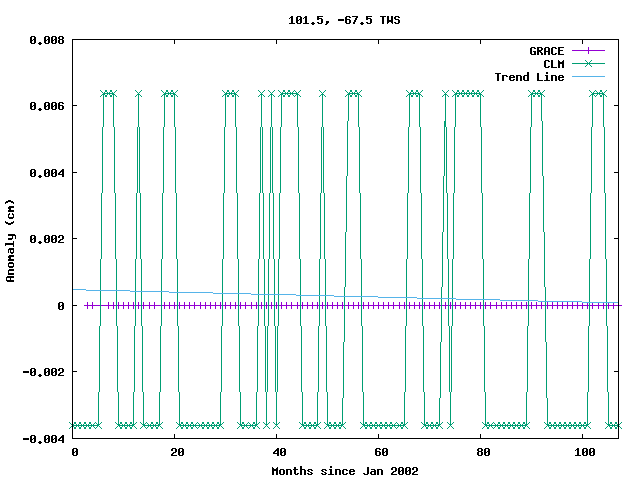 101.5, -67.5 TWS
GRACE
CLM
Trend Line
0.008
0.006
0.004
0.002
0
-0.002
-0.004
Anomaly (cm)
0 20 40 60 80 100
Months since Jan 2002